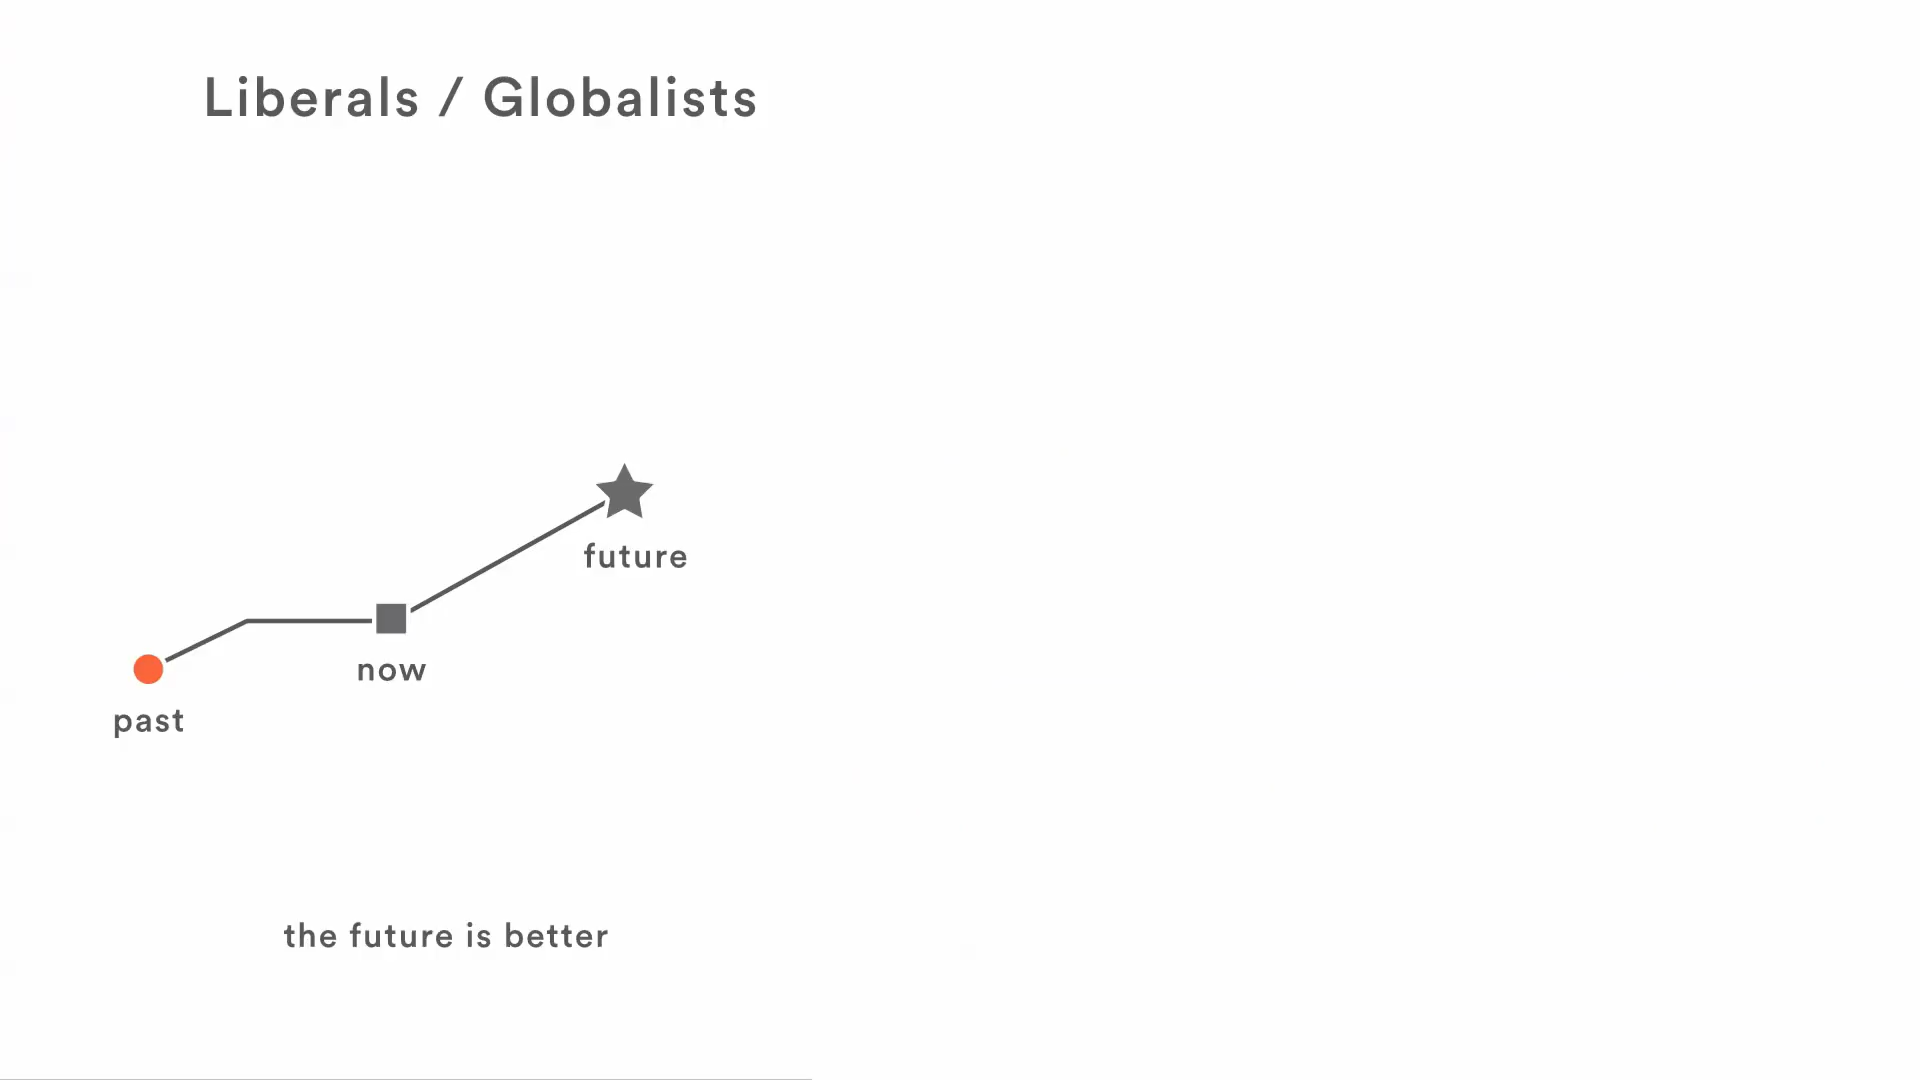 Liberals / Globalists
future
now
past
the future is better